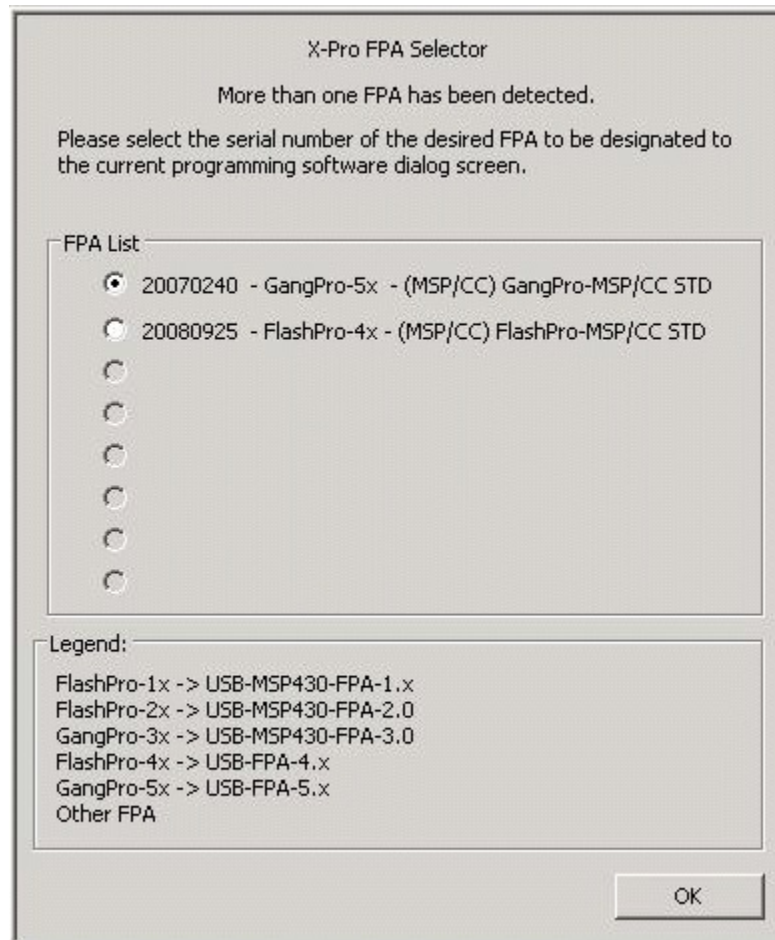 X-Pro FPA Selector
More than one FPA has been detected.
Please select the serial number of the desired FPA to be designated to
the current programming software dialog screen.
FPA List
20070240 - GangPro-5x - (MSP/CC) GangPro-MSP/CC STD
20080925 - FlashPro-4x - (MSP/CC) FlashPro-MSP/CC STD
Legend:
FlashPro-1x -> USB-MSP430-FPA-1.x
FlashPro-2x -> USB-MSP430-FPA-2.0
GangPro-3x -> USB-MSP430-FPA-3.0
FlashPro-4x -> USB-FPA-4.x
GangPro-5x -> USB-FPA-5.x
Other FPA
OK